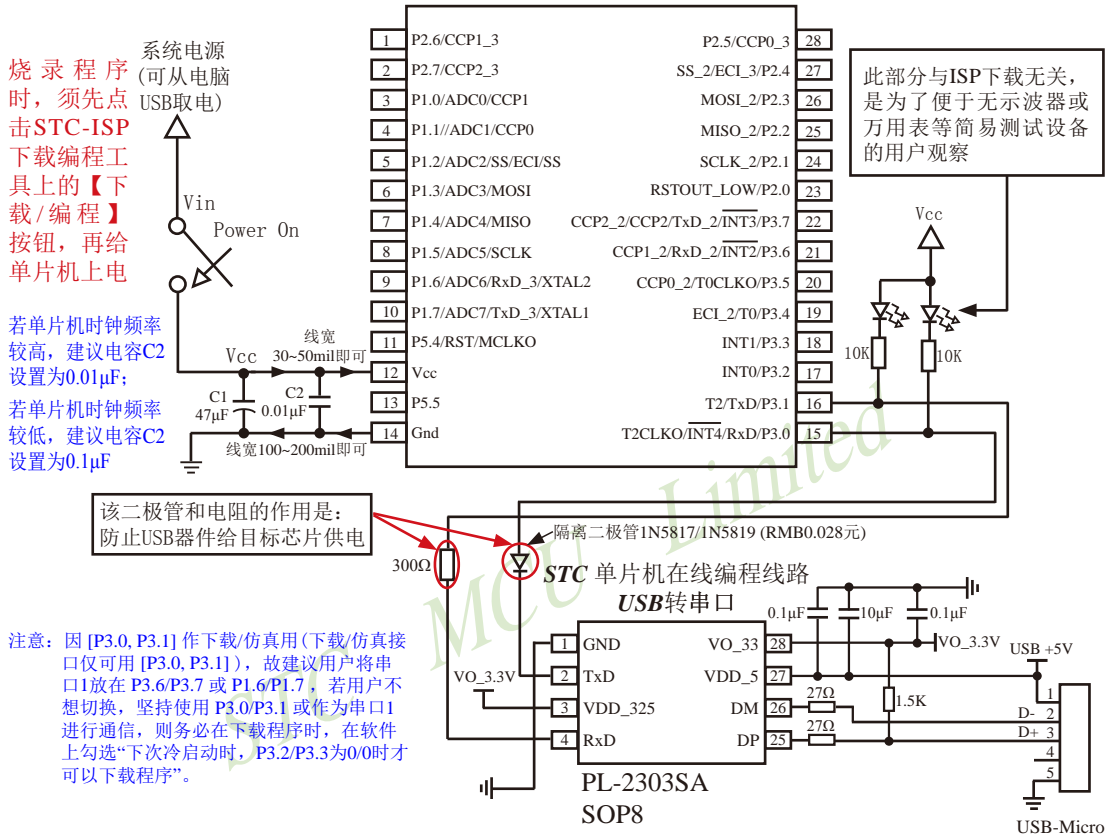 烧录程序
时，须先点
击STC-ISP
下载编程工
具上的【下
载/编程】
按钮，再给
单片机上电
系统电源
(可从电脑
USB取电)
Vin
Power On
若单片机时钟频率
较高，建议电容C2
设置为0.01μF；
若单片机时钟频率
较低，建议电容C2
设置为0.1μF
Vcc
线宽
30~50mil即可
C1
47μF
C2
0.01μF
线宽100~200mil即可
1 P2.6/CCP1_3
2 P2.7/CCP2_3
3 P1.0/ADC0/CCP1
4 P1.1//ADC1/CCP0
5 P1.2/ADC2/SS/ECI/SS
6 P1.3/ADC3/MOSI
7 P1.4/ADC4/MISO
8 P1.5/ADC5/SCLK
9 P1.6/ADC6/RxD_3/XTAL2
10 P1.7/ADC7/TxD_3/XTAL1
11 P5.4/RST/MCLKO
12 Vcc
13 P5.5
14 Gnd
P2.5/CCP0_3 28
SS_2/ECI_3/P2.4 27
MOSI_2/P2.3 26
MISO_2/P2.2 25
SCLK_2/P2.1 24
RSTOUT_LOW/P2.0 23
CCP2_2/CCP2/TxD_2/INT3/P3.7 22
CCP1_2/RxD_2/INT2/P3.6 21
CCP0_2/T0CLKO/P3.5 20
ECI_2/T0/P3.4 19
INT1/P3.3 18
INT0/P3.2 17
T2/TxD/P3.1 16
T2CLKO/INT4/RxD/P3.0 15
此部分与ISP下载无关，
是为了便于无示波器或
万用表等简易测试设备
的用户观察
Vcc
10K
10K
该二极管和电阻的作用是：
防止USB器件给目标芯片供电
300Ω
隔离二极管1N5817/1N5819 (RMB0.028元)
STC 单片机在线编程线路
USB转串口
注意：因 [P3.0, P3.1] 作下载/仿真用(下载/仿真接
口仅可用 [P3.0, P3.1] )，故建议用户将串
口1放在 P3.6/P3.7 或 P1.6/P1.7，若用户不
想切换，坚持使用 P3.0/P3.1 或作为串口1
进行通信，则务必在下载程序时，在软件
上勾选“下次冷启动时，P3.2/P3.3为0/0时才
可以下载程序”。
VO_3.3V
1 GND
2 TxD
3 VDD_325
4 RxD
VO_33 28
VDD_5 27
DM 26
DP 25
PL-2303SA
SOP8
0.1μF
10μF
0.1μF
VO_3.3V
27Ω
27Ω
1.5K
USB +5V
1
D- 2
D+ 3
4
5
USB-Micro
STC MCU Limited